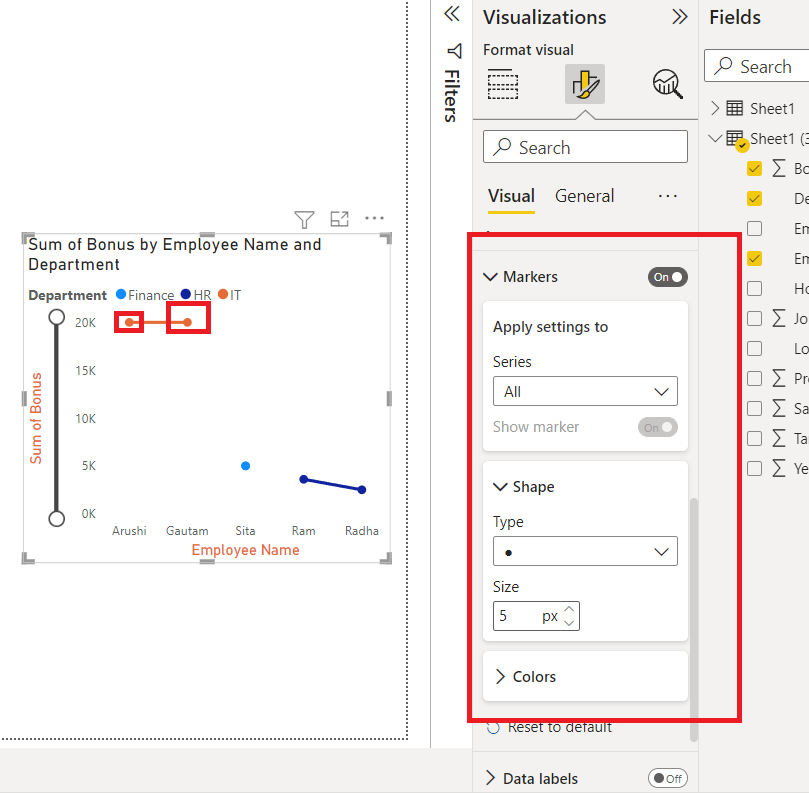 Visualizations
Format visual
Search
Visual General
Markers On
Apply settings to
Series
All
Show marker On
Shape
Type
Size
5 px
Colors
Reset to default
Data labels Off
Filters
Fields
Search
Sheet1
Sheet1 (3
Bo
De
Em
Em
Ho
Jo
Lo
Pr
Sa
Ta
Ye
Sum of Bonus by Employee Name and
Department
Department Finance HR IT
Sum of Bonus
20K
15K
10K
5K
0K
Arushi Gautam Sita Ram Radha
Employee Name